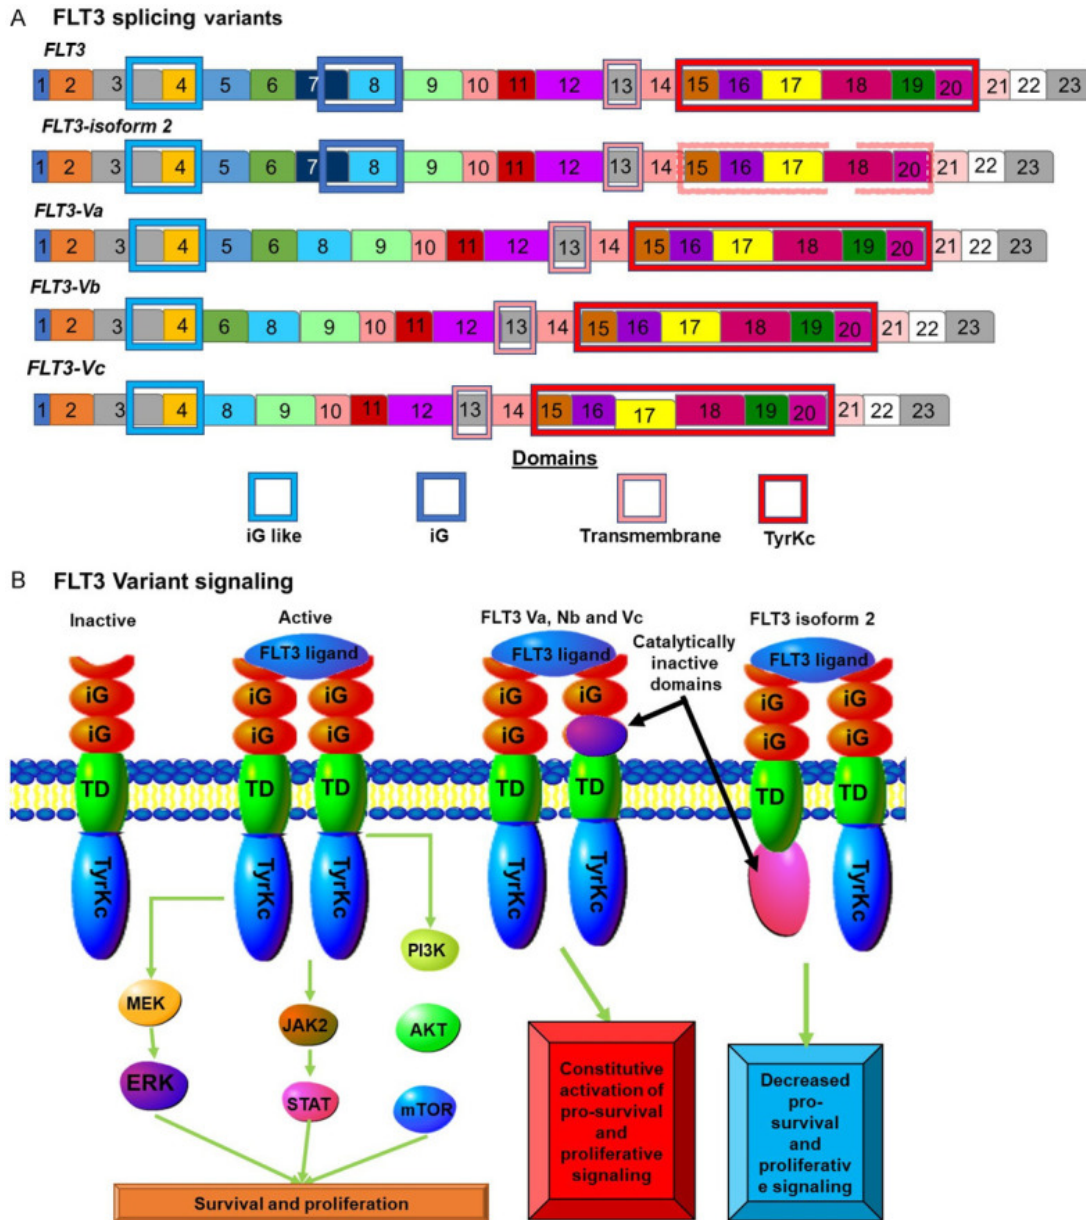 A FLT3 splicing variants
FLT3
1 2 3 4 5 6 7 8 9 10 11 12 13 14 15 16 17 18 19 20 21 22 23
FLT3-isoform 2
1 2 3 4 5 6 7 8 9 10 11 12 13 14 15 16 17 18 20 21 22 23
FLT3-Va
1 2 3 4 5 6 8 9 10 11 12 13 14 15 16 17 18 19 20 21 22 23
FLT3-Vb
1 2 3 4 6 8 9 10 11 12 13 14 15 16 17 18 19 20 21 22 23
FLT3-Vc
1 2 3 4 8 9 10 11 12 13 14 15 16 17 18 19 20 21 22 23
Domains
iG like iG Transmembrane TyrKc
B FLT3 Variant signaling
Inactive
iG
iG
TD
TyrKc
Active
FLT3 ligand
iG iG
iG iG
TD TD
TyrKc TyrKc
MEK
ERK
JAK2
STAT
PI3K
AKT
mTOR
Survival and proliferation
FLT3 Va, Nb and Vc
FLT3 ligand
iG iG
iG
TD TD
TyrKc TyrKc
Catalytically
inactive
domains
Constitutive
activation of
pro-survival
and
proliferative
signaling
FLT3 isoform 2
FLT3 ligand
iG iG
iG iG
TD TD
TyrKc
Decreased
pro-
survival
and
proliferativ
e signaling